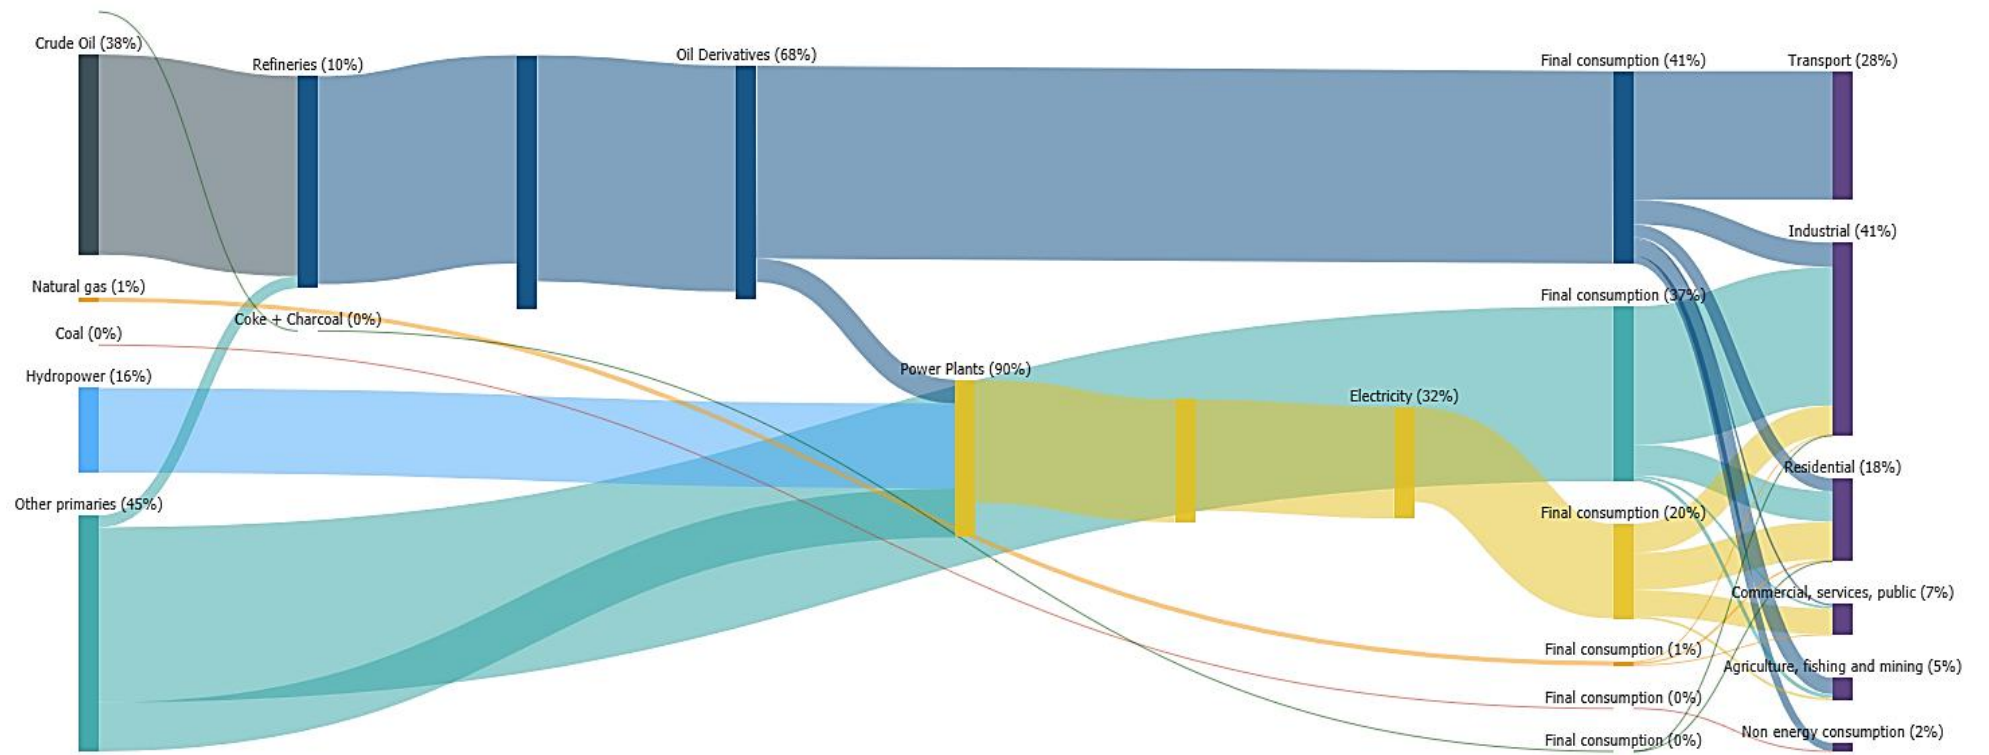 Crude Oil (38%)
Refineries (10%)
Oil Derivatives (68%)
Final consumption (41%)
Transport (28%)
Industrial (41%)
Natural gas (1%)
Final consumption (37%)
Coke + Charcoal (0%)
Coal (0%)
Hydropower (16%)
Power Plants (90%)
Electricity (32%)
Residential (18%)
Other primaries (45%)
Final consumption (20%)
Commercial, services, public (7%)
Final consumption (1%)
Agriculture, fishing and mining (5%)
Final consumption (0%)
Non energy consumption (2%)
Final consumption (0%)